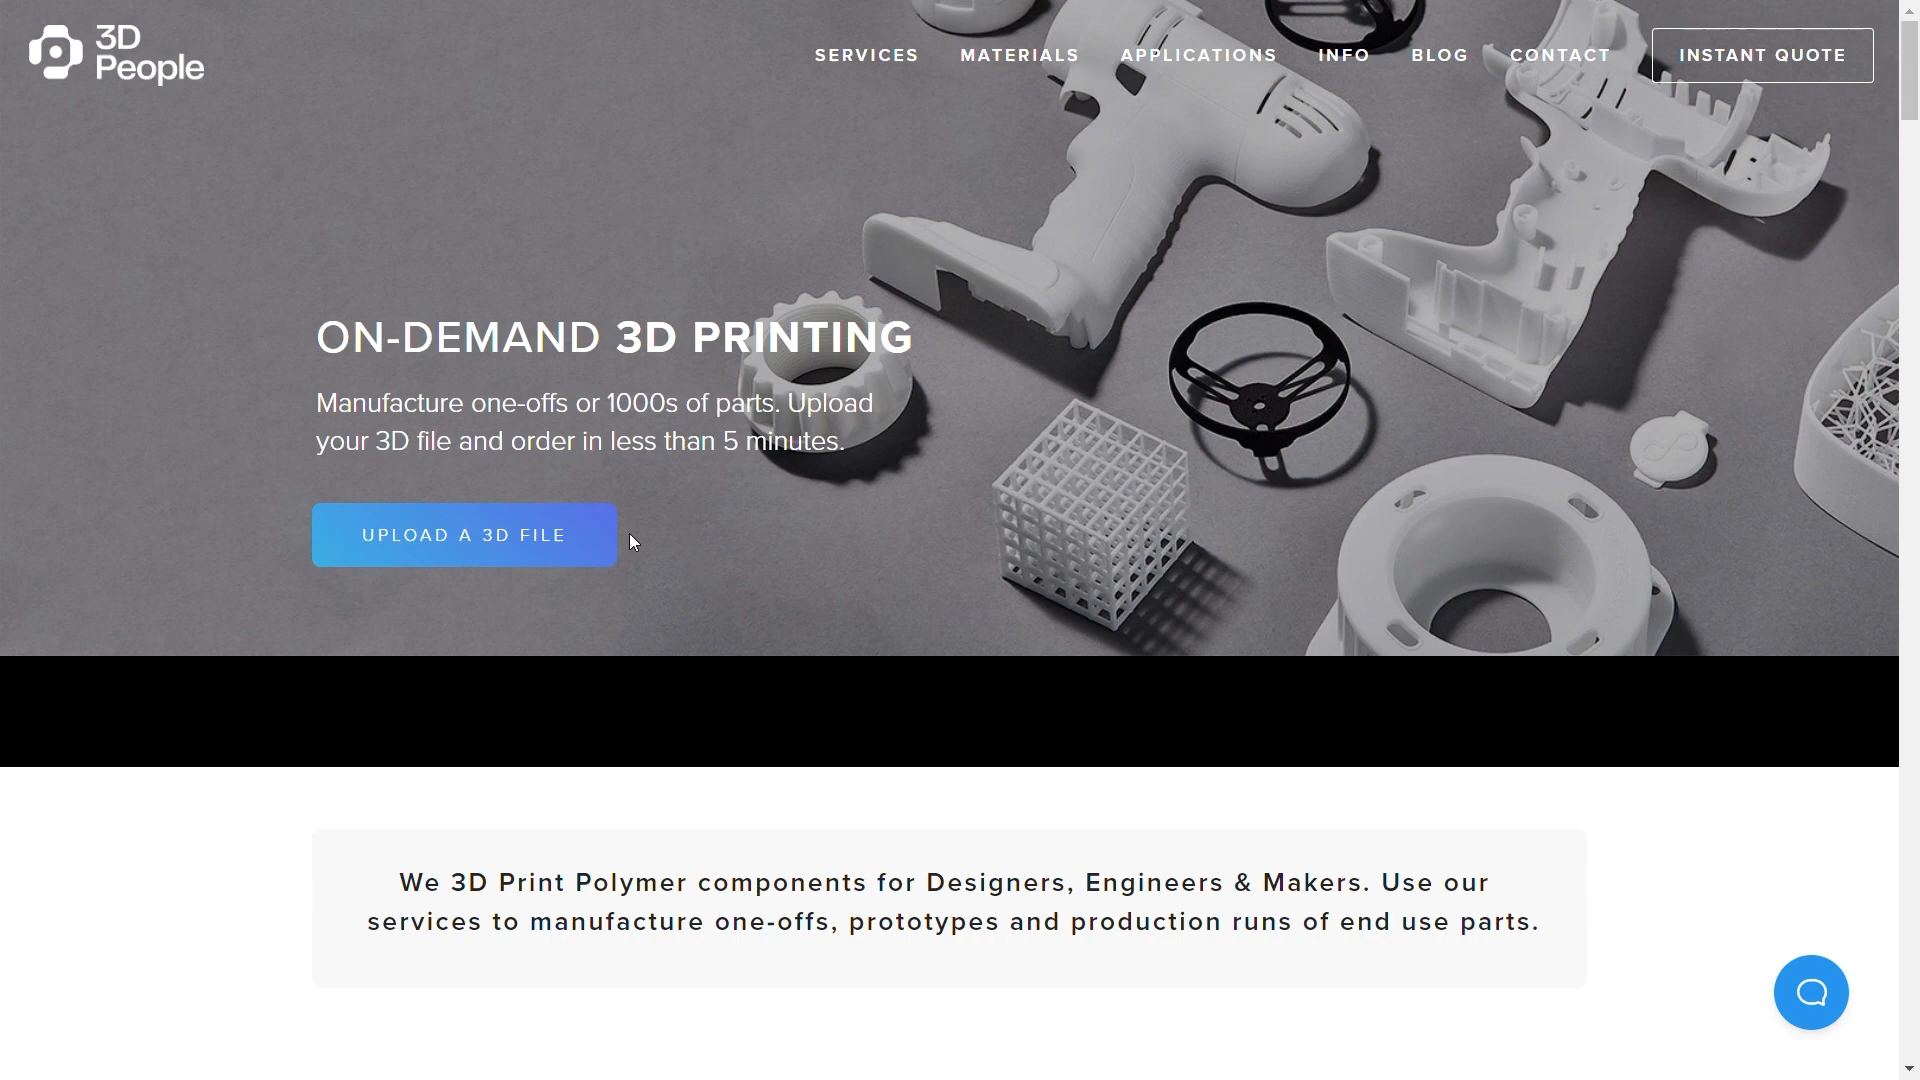 3D
People
SERVICES
MATERIALS
APPLICATIONS
INFO
BLOG
CONTACT
INSTANT QUOTE
ON-DEMAND 3D PRINTING
Manufacture one-offs or 1000s of parts. Upload
your 3D file and order in less than 5 minutes.
UPLOAD A 3D FILE
We 3D Print Polymer components for Designers, Engineers & Makers. Use our
services to manufacture one-offs, prototypes and production runs of end use parts.